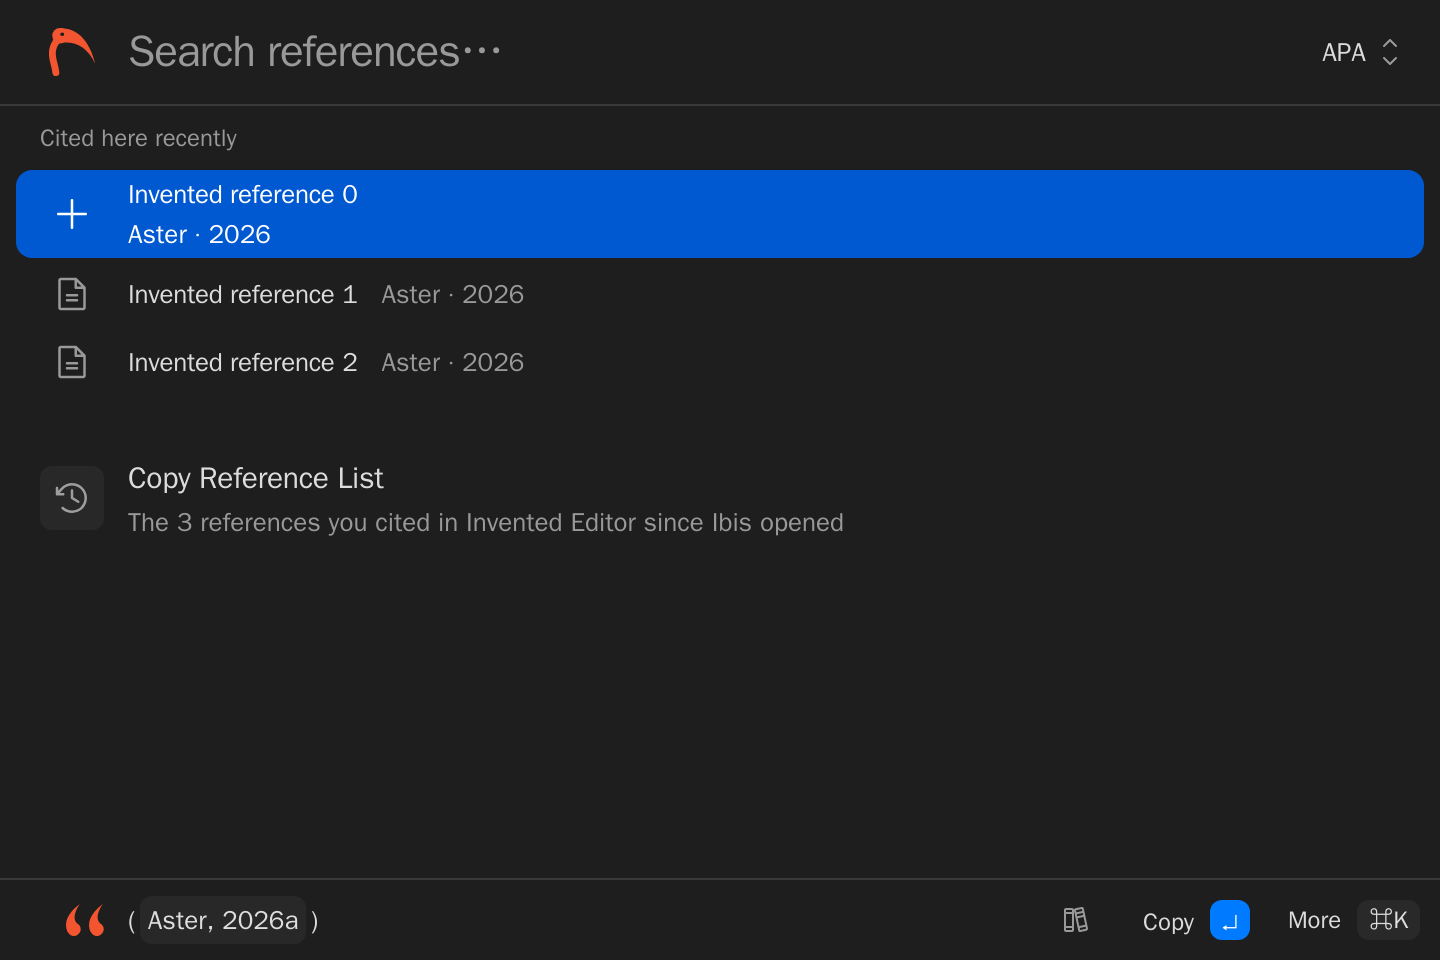 Search references…
APA
Cited here recently
Invented reference 0
Aster · 2026
Invented reference 1 Aster · 2026
Invented reference 2 Aster · 2026
Copy Reference List
The 3 references you cited in Invented Editor since Ibis opened
“ ( Aster, 2026a ) Copy ↵ More ⌘K